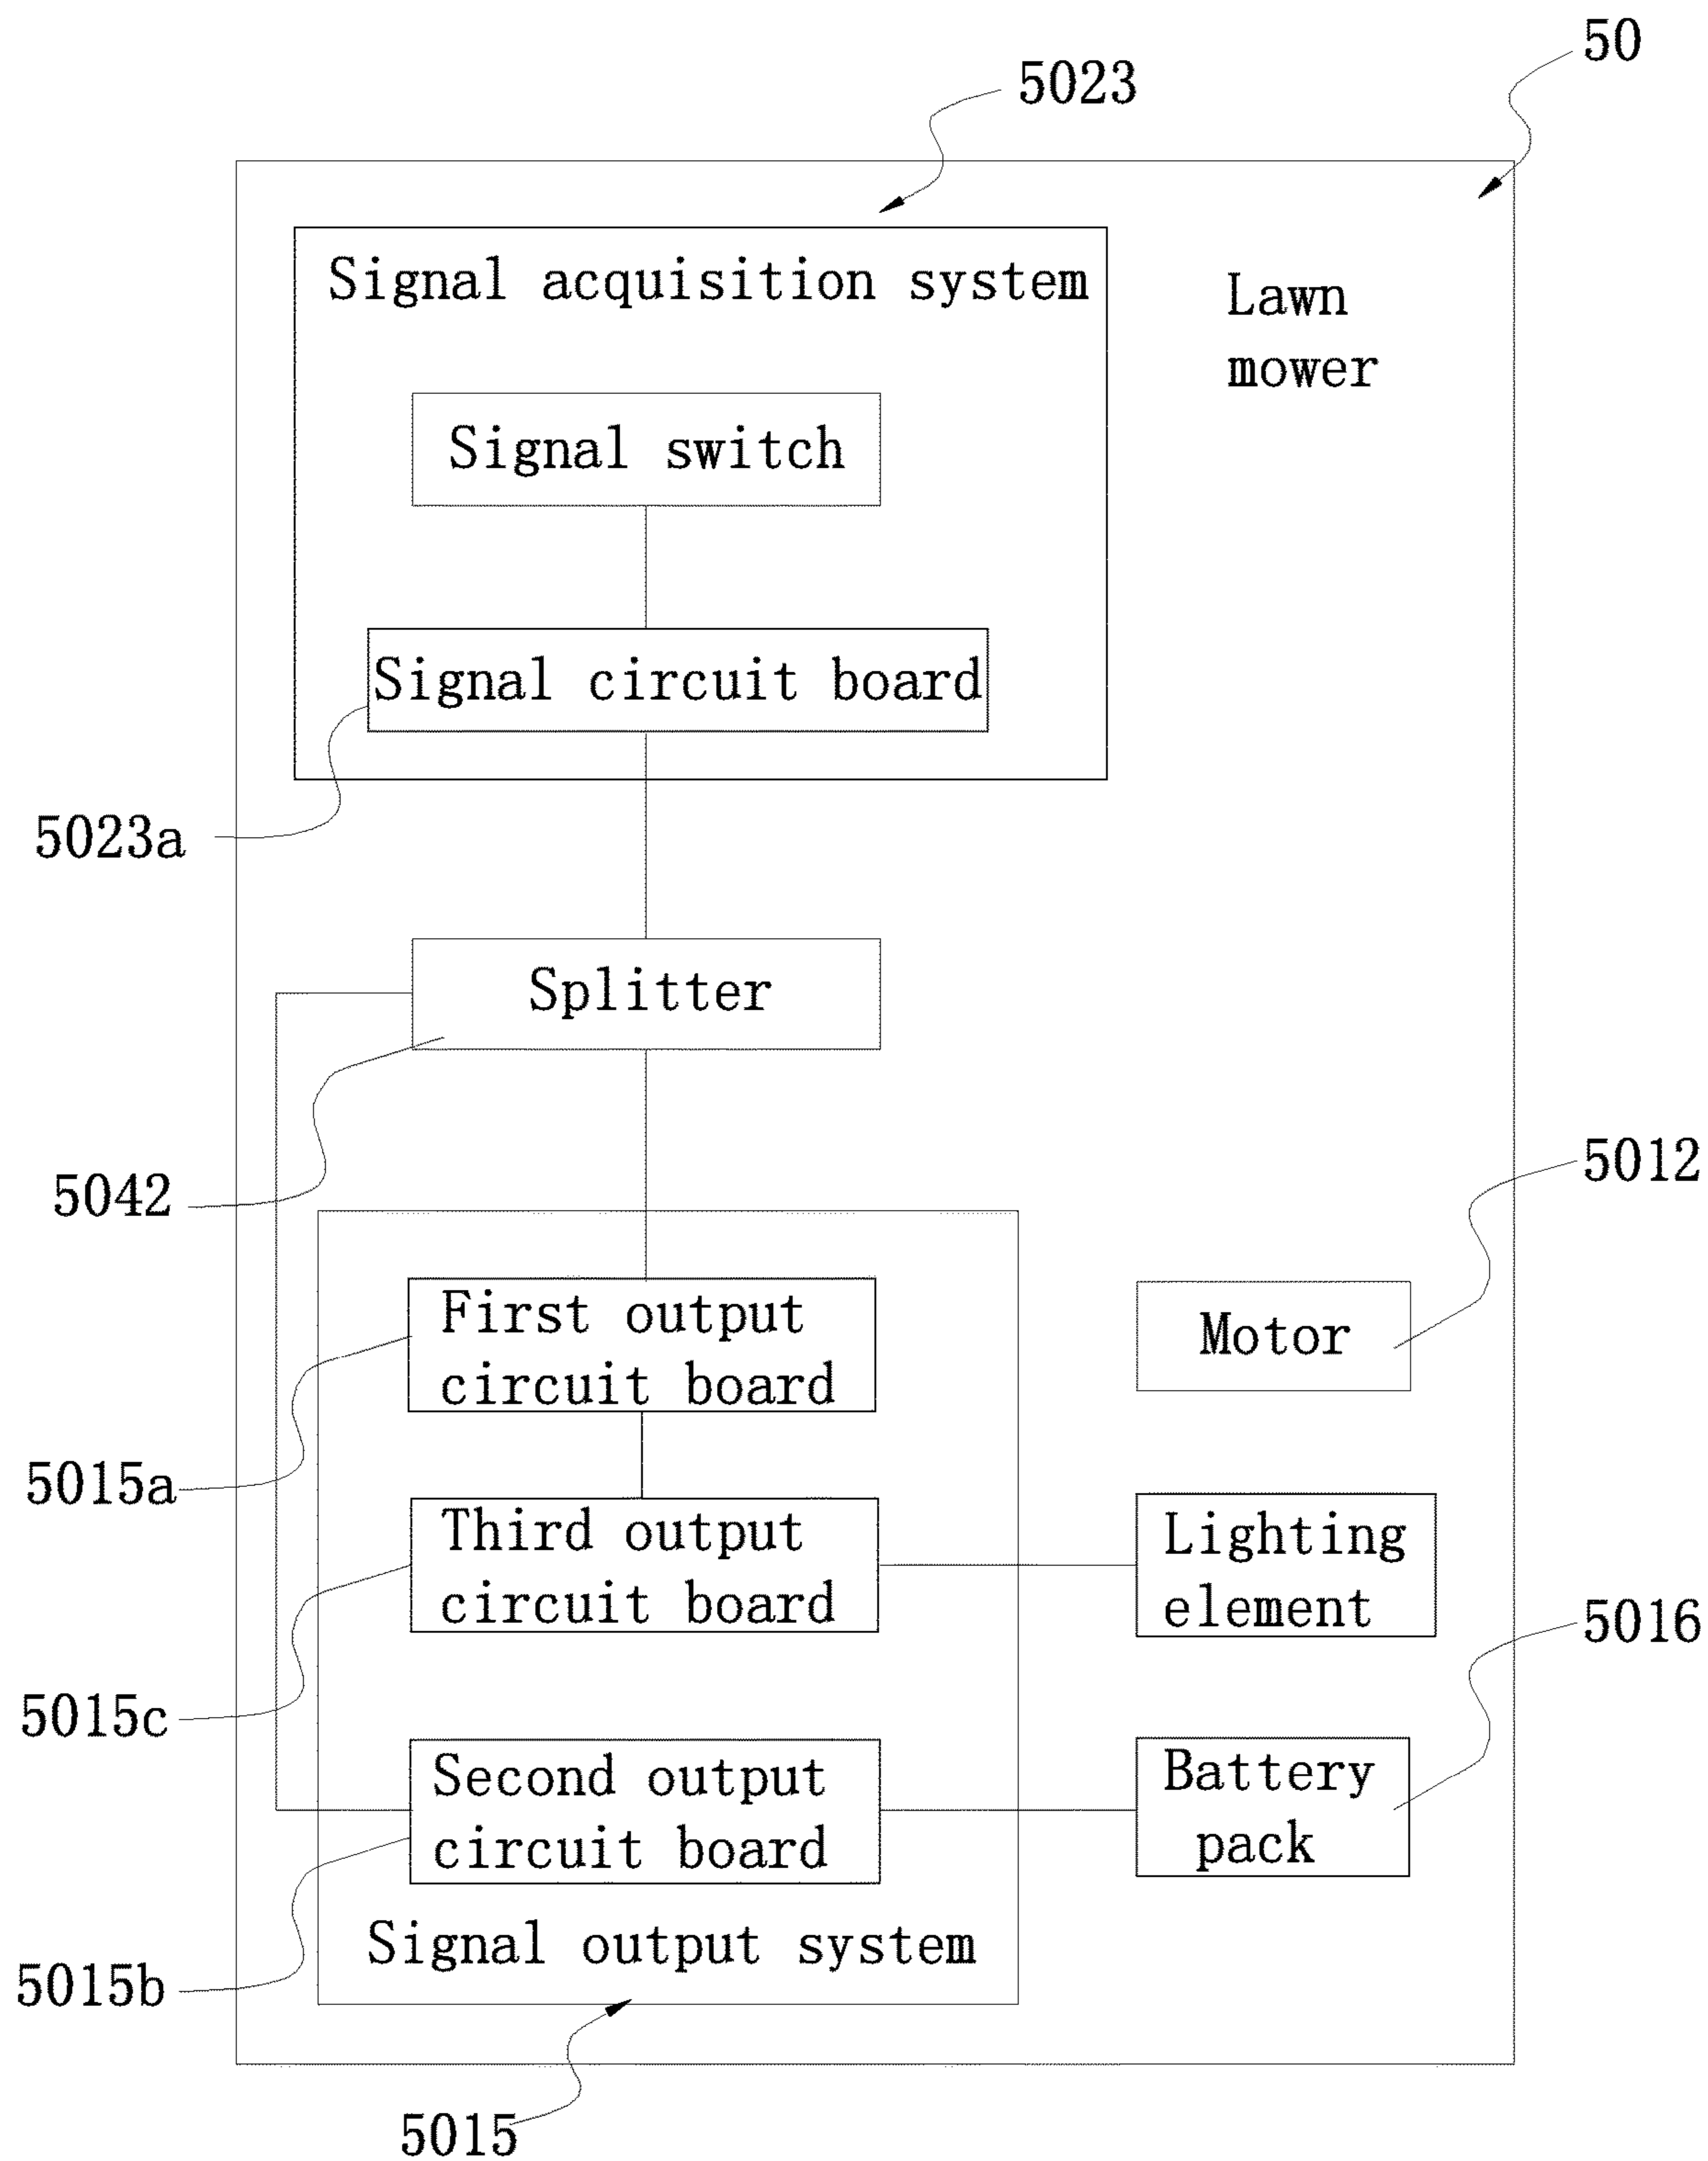 50
5023
Signal acquisition system
Lawn
mower
Signal switch
Signal circuit board
5023a
Splitter
5042
5012
First output
circuit board
Motor
5015a
Third output
circuit board
Lighting
element
5016
5015c
Second output
circuit board
Battery
pack
Signal output system
5015b
5015